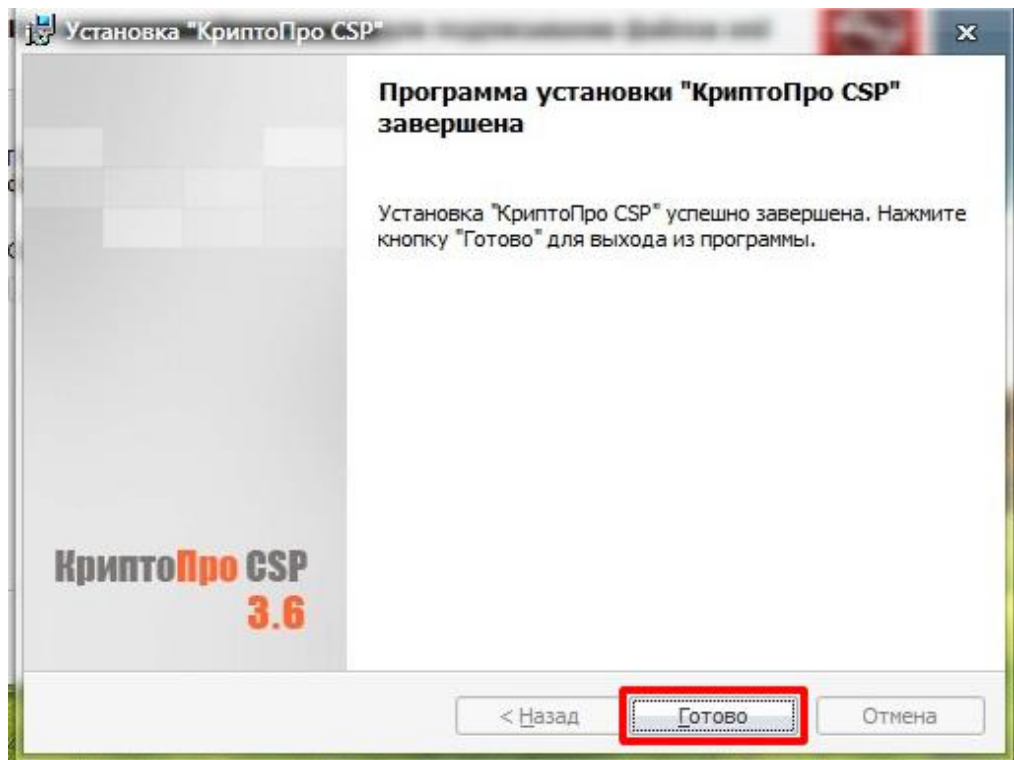 Установка "КриптоПро CSP"
Программа установки "КриптоПро CSP"
завершена
Установка "КриптоПро CSP" успешно завершена. Нажмите
кнопку "Готово" для выхода из программы.
КриптоПро CSP
3.6
< Назад
Готово
Отмена